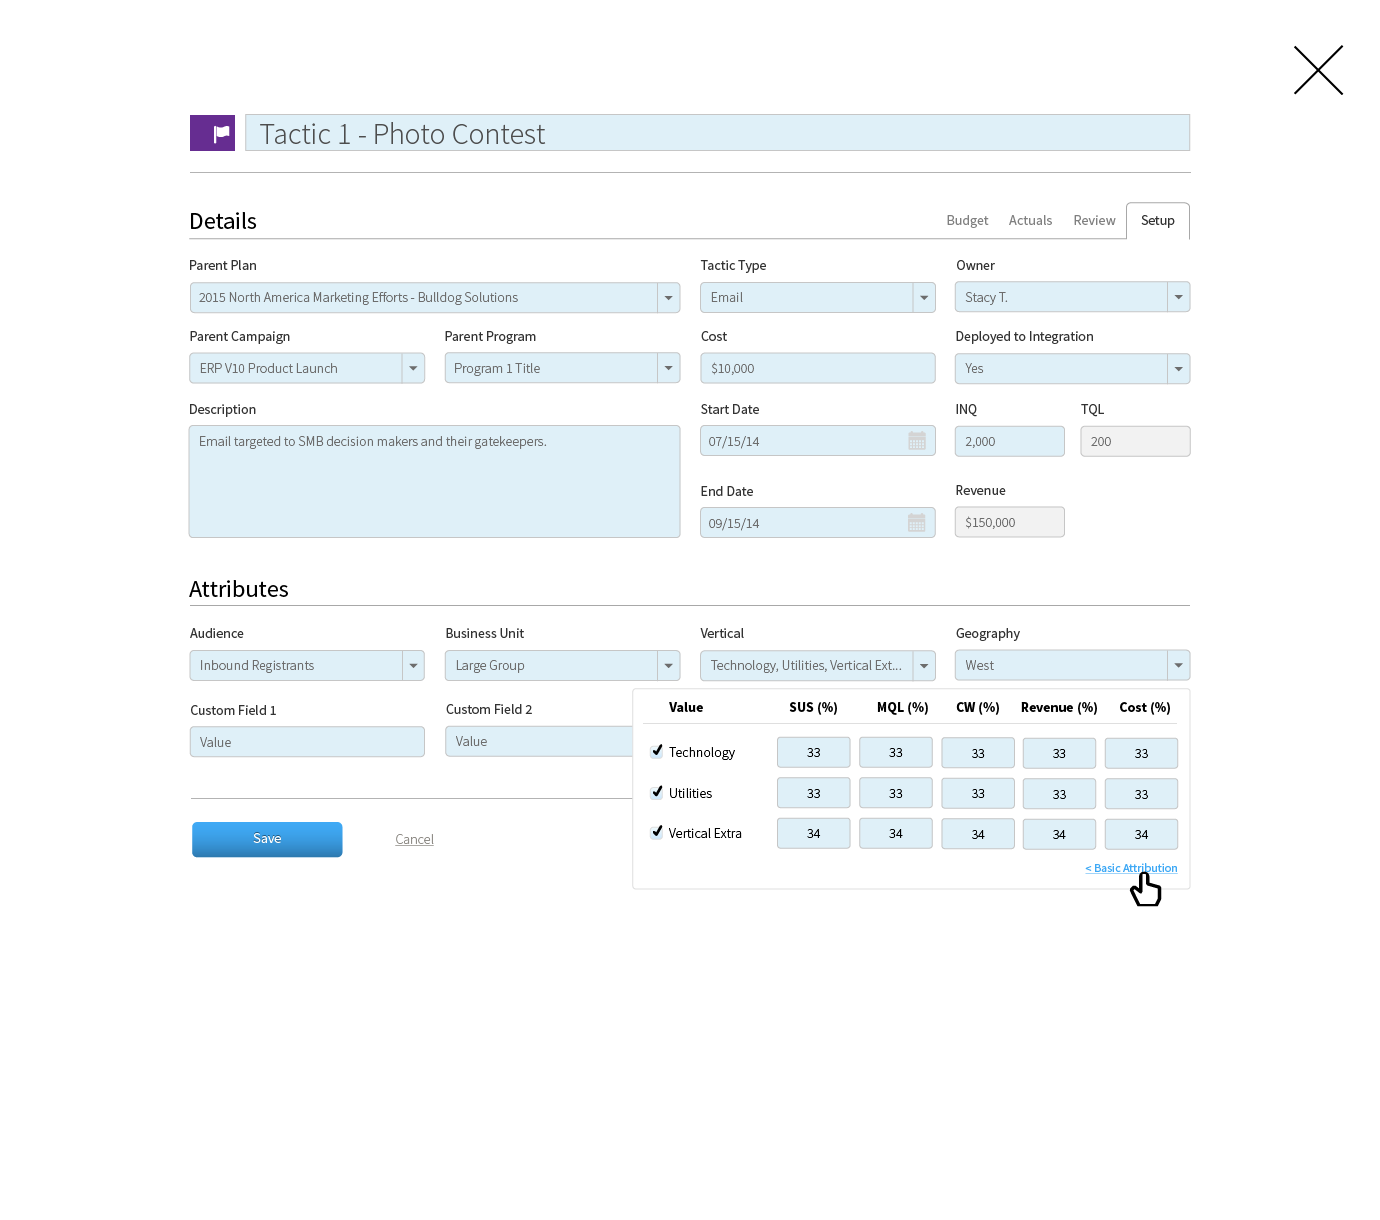 Tactic 1 - Photo Contest
Details
Budget Actuals Review Setup
Parent Plan Tactic Type Owner
2015 North America Marketing Efforts - Bulldog Solutions Email Stacy T.
Parent Campaign Parent Program Cost Deployed to Integration
ERP V10 Product Launch Program 1 Title $10,000 Yes
Description Start Date INQ TQL
Email targeted to SMB decision makers and their gatekeepers. 07/15/14 2,000 200
End Date Revenue
09/15/14 $150,000
Attributes
Audience Business Unit Vertical Geography
Inbound Registrants Large Group Technology, Utilities, Vertical Ext... West
Custom Field 1 Custom Field 2
Value Value
Value SUS (%) MQL (%) CW (%) Revenue (%) Cost (%)
Technology 33 33 33 33 33
Utilities 33 33 33 33 33
Vertical Extra 34 34 34 34 34
< Basic Attribution
Save Cancel